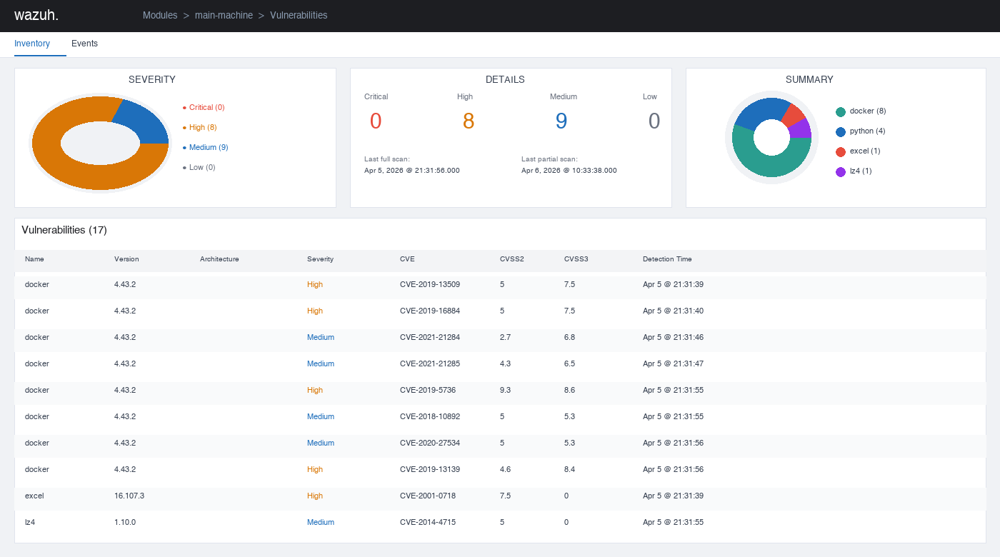 wazuh. Modules > main-machine > Vulnerabilities
Inventory Events
SEVERITY
• Critical (0)
• High (8)
• Medium (9)
• Low (0)
DETAILS
Critical High Medium Low
0 8 9 0
Last full scan: Last partial scan:
Apr 5, 2026 @ 21:31:56.000 Apr 6, 2026 @ 10:33:38.000
SUMMARY
docker (8)
python (4)
excel (1)
lz4 (1)
Vulnerabilities (17)
Name Version Architecture Severity CVE CVSS2 CVSS3 Detection Time
docker 4.43.2 High CVE-2019-13509 5 7.5 Apr 5 @ 21:31:39
docker 4.43.2 High CVE-2019-16884 5 7.5 Apr 5 @ 21:31:40
docker 4.43.2 Medium CVE-2021-21284 2.7 6.8 Apr 5 @ 21:31:46
docker 4.43.2 Medium CVE-2021-21285 4.3 6.5 Apr 5 @ 21:31:47
docker 4.43.2 High CVE-2019-5736 9.3 8.6 Apr 5 @ 21:31:55
docker 4.43.2 Medium CVE-2018-10892 5 5.3 Apr 5 @ 21:31:55
docker 4.43.2 Medium CVE-2020-27534 5 5.3 Apr 5 @ 21:31:56
docker 4.43.2 High CVE-2019-13139 4.6 8.4 Apr 5 @ 21:31:56
excel 16.107.3 High CVE-2001-0718 7.5 0 Apr 5 @ 21:31:39
lz4 1.10.0 Medium CVE-2014-4715 5 0 Apr 5 @ 21:31:55